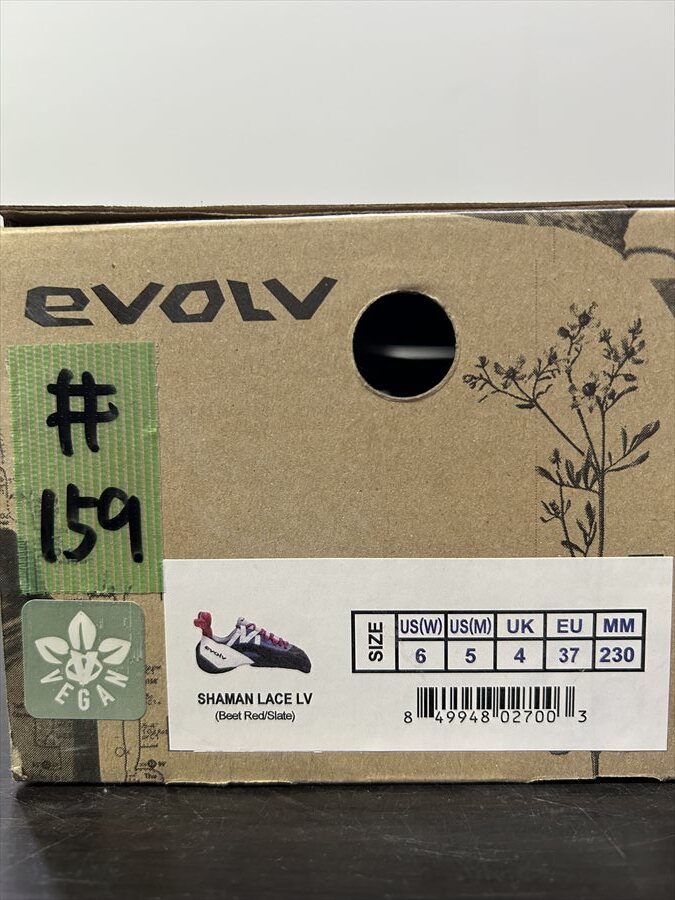 evolv
#
159
VEGAN
evolv
SHAMAN LACE LV
(Beet Red/Slate)
SIZE
US(W) US(M) UK EU MM
6 5 4 37 230
8 49948 02700 3